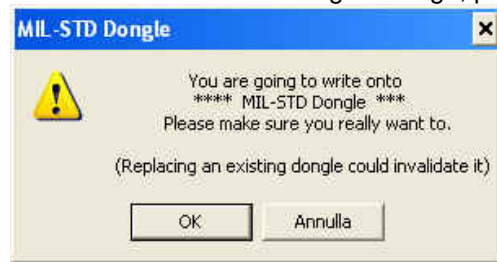 MIL-STD Dongle
You are going to write onto
**** MIL-STD Dongle ***
Please make sure you really want to.
(Replacing an existing dongle could invalidate it)
OK Annulla